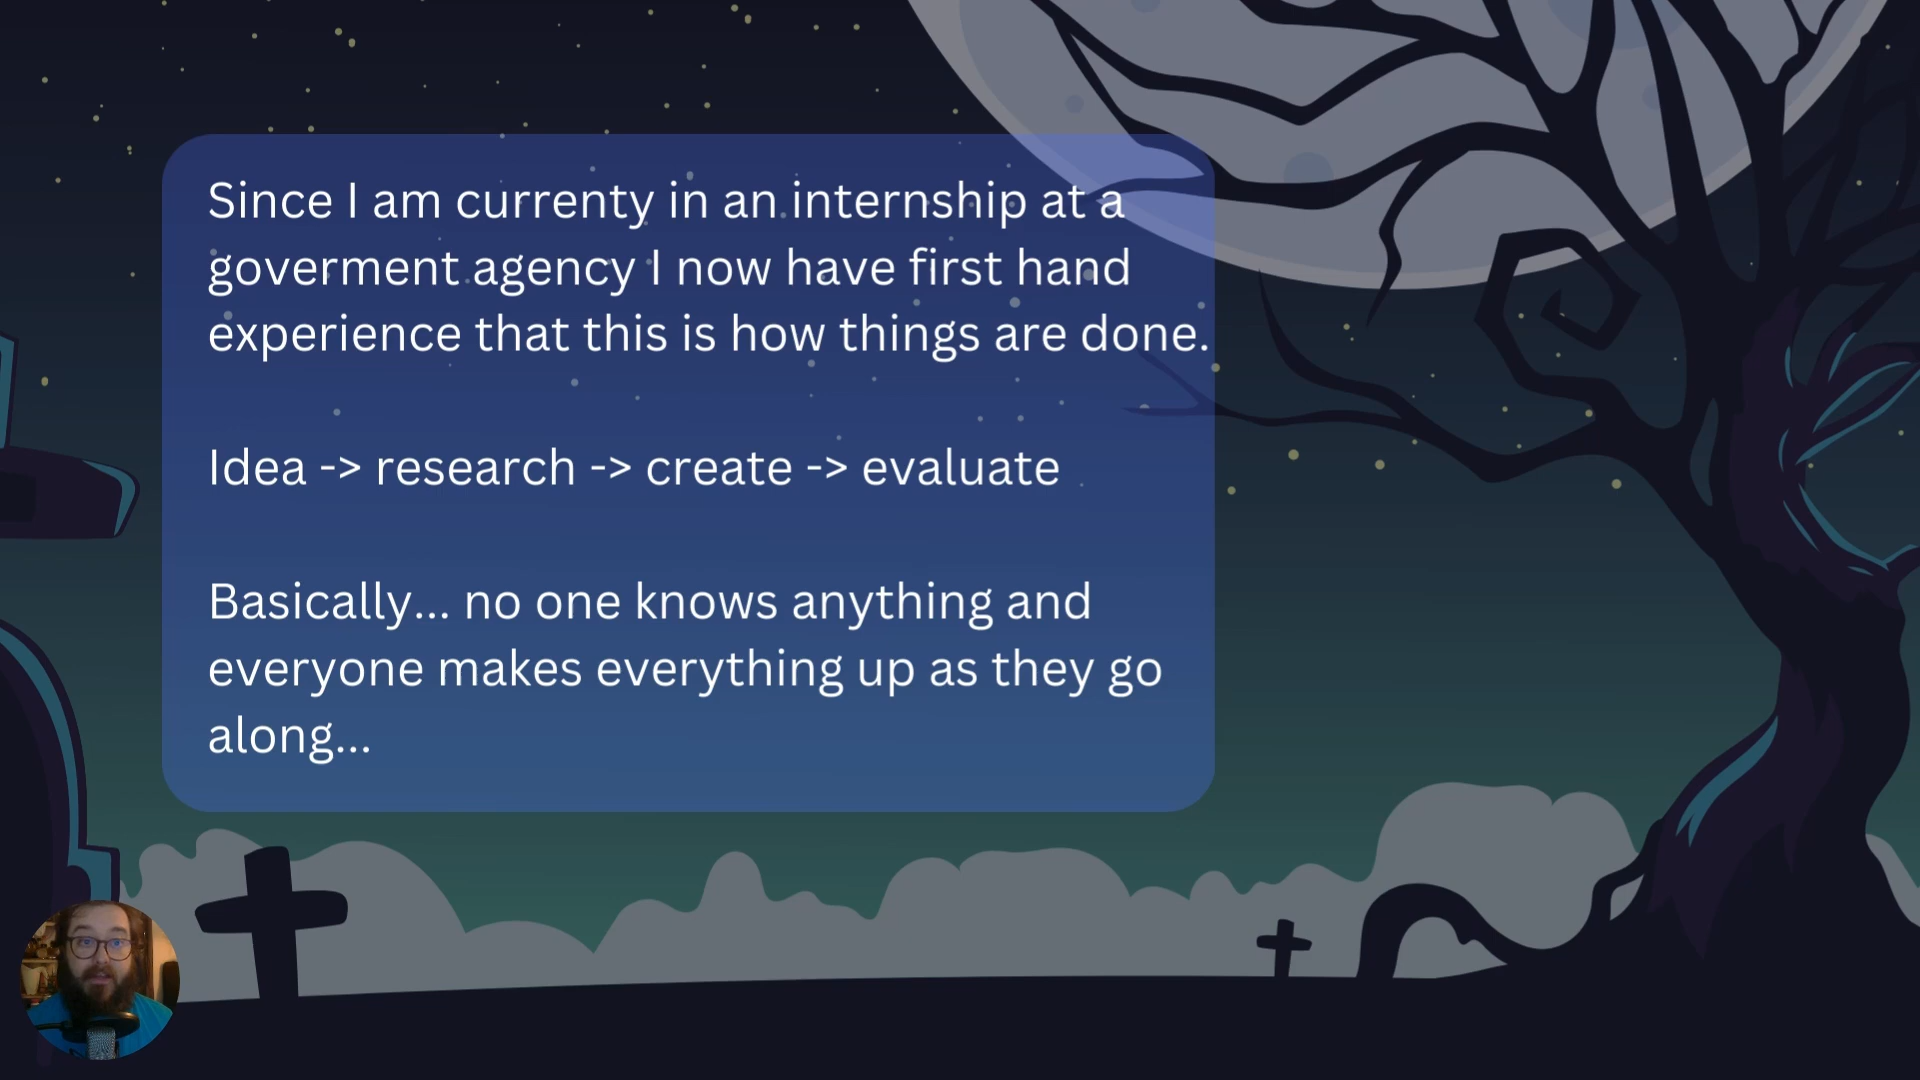 Since I am currenty in an internship at a
goverment agency I now have first hand
experience that this is how things are done.
Idea -> research -> create -> evaluate
Basically... no one knows anything and
everyone makes everything up as they go
along...